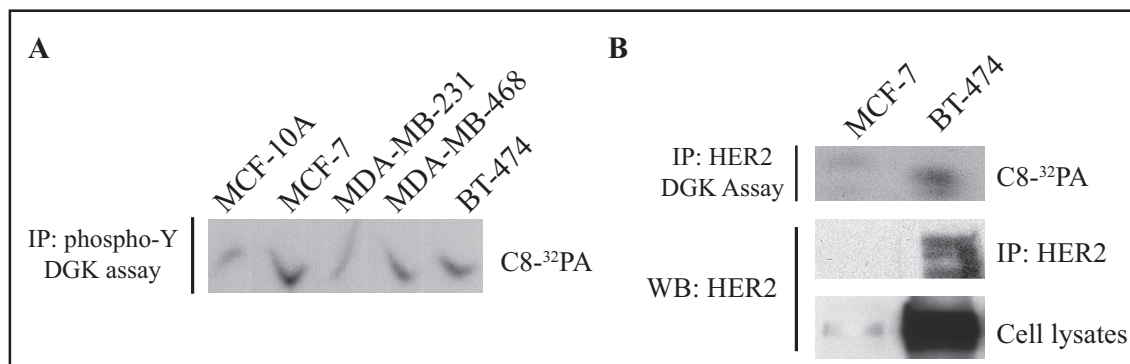 A
MCF-10A
MCF-7
MDA-MB-231
MDA-MB-468
BT-474
IP: phospho-Y
DGK assay
C8-³²PA
B
MCF-7
BT-474
IP: HER2
DGK Assay
C8-³²PA
WB: HER2
IP: HER2
Cell lysates